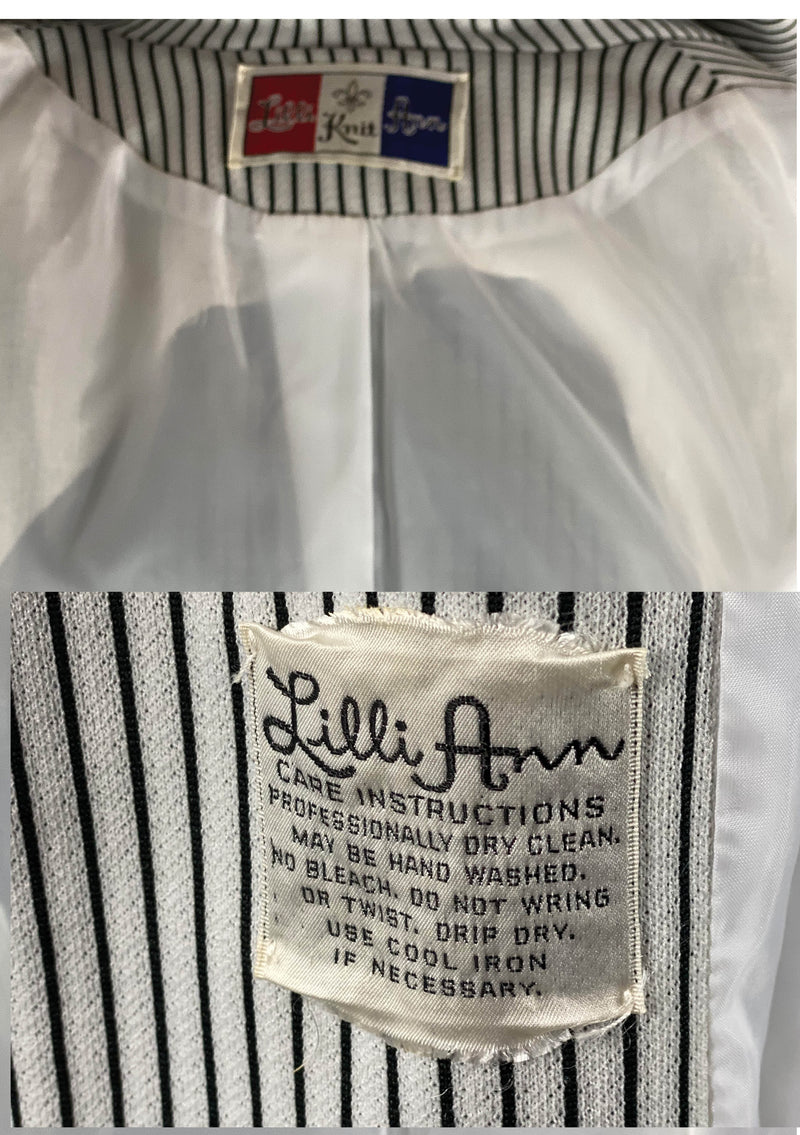 Lilli Knit Ann
Lilli Ann
CARE INSTRUCTIONS
PROFESSIONALLY DRY CLEAN.
MAY BE HAND WASHED.
NO BLEACH. DO NOT WRING
OR TWIST. DRIP DRY.
USE COOL IRON
IF NECESSARY.